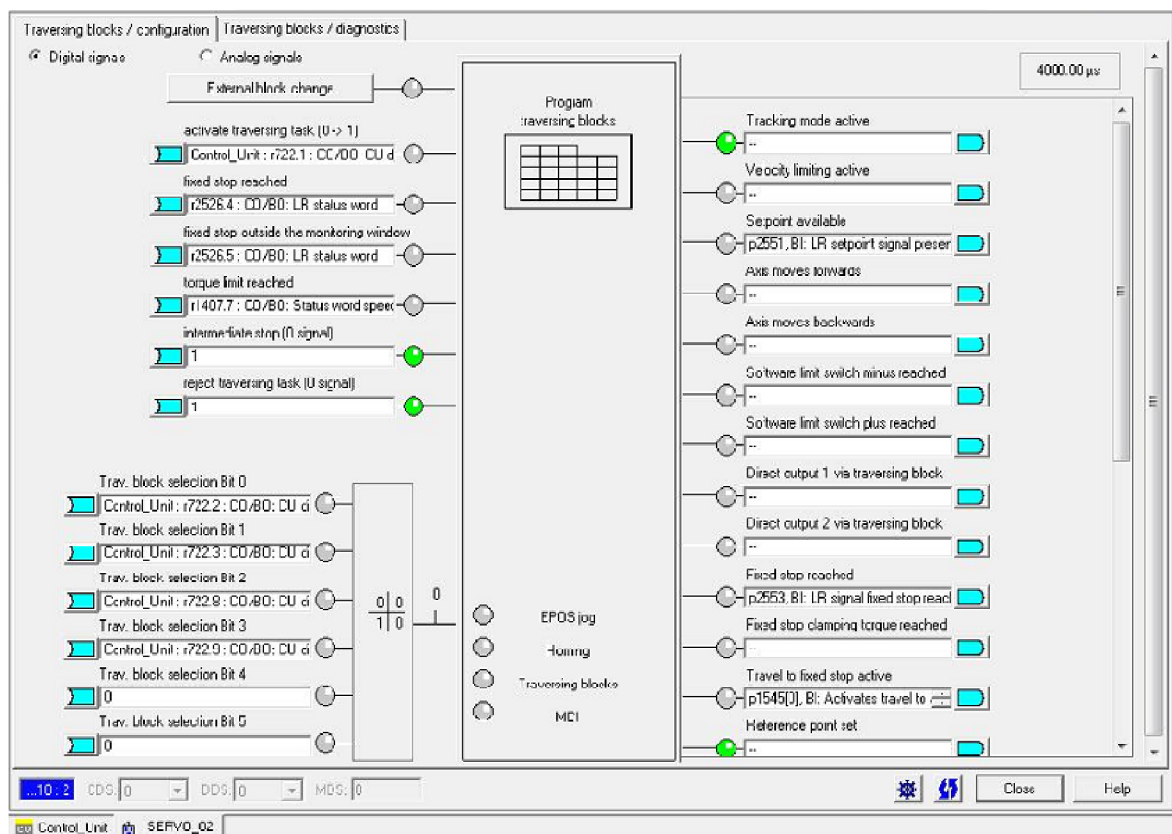 Traversing blocks / configuration
Traversing blocks / diagnostics
Digital signals
Analog signals
4000.00 µs
External block change
activate traversing task (0 -> 1)
Control_Unit : r722.1 : CO/BO: CU d
fixed stop reached
r2526.4 : CO/BO: LR status word
fixed stop outside the monitoring window
r2526.5 : CO/BO: LR status word
torque limit reached
r1407.7 : CO/BO: Status word speed
intermediate stop (0 signal)
1
reject traversing task (0 signal)
1
Trav. block selection Bit 0
Control_Unit : r722.2 : CO/BO: CU di
Trav. block selection Bit 1
Control_Unit : r722.3 : CO/BO: CU di
Trav. block selection Bit 2
Control_Unit : r722.8 : CO/BO: CU di
Trav. block selection Bit 3
Control_Unit : r722.9 : CO/BO: CU di
Trav. block selection Bit 4
0
Trav. block selection Bit 5
0
0 0
1 0
0
Program
traversing blocks
EPOS jog
Homing
Traversing blocks
MDI
Tracking mode active
--
Velocity limiting active
--
Setpoint available
p2551, BI: LR setpoint signal presen
Axis moves forwards
--
Axis moves backwards
--
Software limit switch minus reached
--
Software limit switch plus reached
--
Direct output 1 via traversing block
--
Direct output 2 via traversing block
--
Fixed stop reached
p2553, BI: LR signal fixed stop reacl
Fixed stop clamping torque reached
--
Travel to fixed stop active
p1545[0], BI: Activates travel to
Reference point set
--
...10 : 2
CDS: 0
DDS: 0
MDS: 0
Close
Help
Control_Unit
SERVO_02